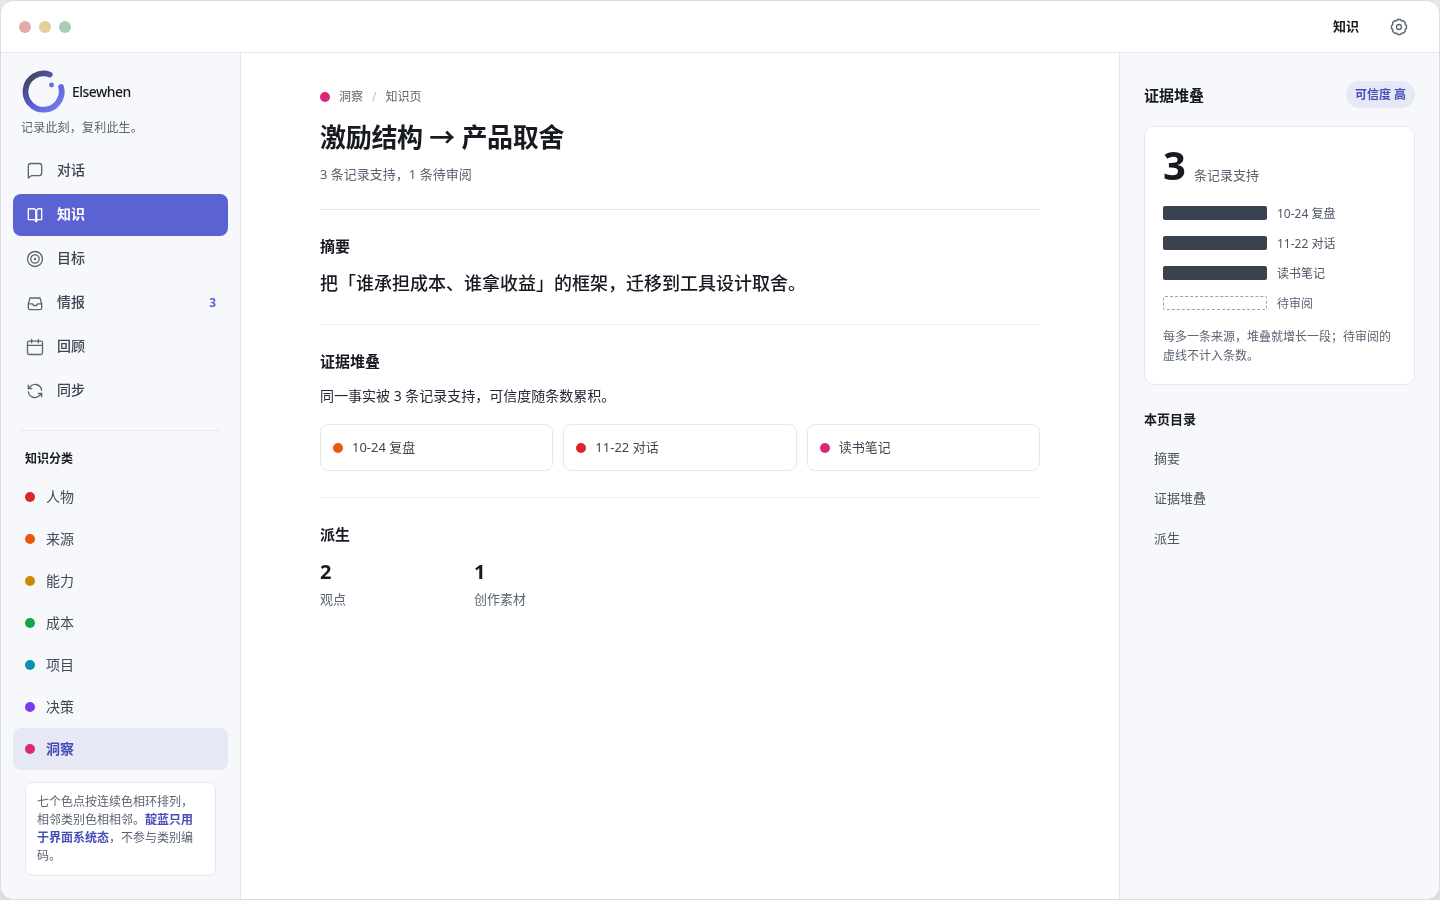 知识
Elsewhen
记录此刻，复利此生。
对话
知识
目标
情报 3
回顾
同步
知识分类
人物
来源
能力
成本
项目
决策
洞察
七个色点按连续色相环排列，
相邻类别色相相邻。靛蓝只用
于界面系统态，不参与类别编
码。
洞察 / 知识页
激励结构 → 产品取舍
3 条记录支持，1 条待审阅
摘要
把「谁承担成本、谁拿收益」的框架，迁移到工具设计取舍。
证据堆叠
同一事实被 3 条记录支持，可信度随条数累积。
10-24 复盘
11-22 对话
读书笔记
派生
2
观点
1
创作素材
证据堆叠
可信度 高
3 条记录支持
10-24 复盘
11-22 对话
读书笔记
待审阅
每多一条来源，堆叠就增长一段；待审阅的
虚线不计入条数。
本页目录
摘要
证据堆叠
派生